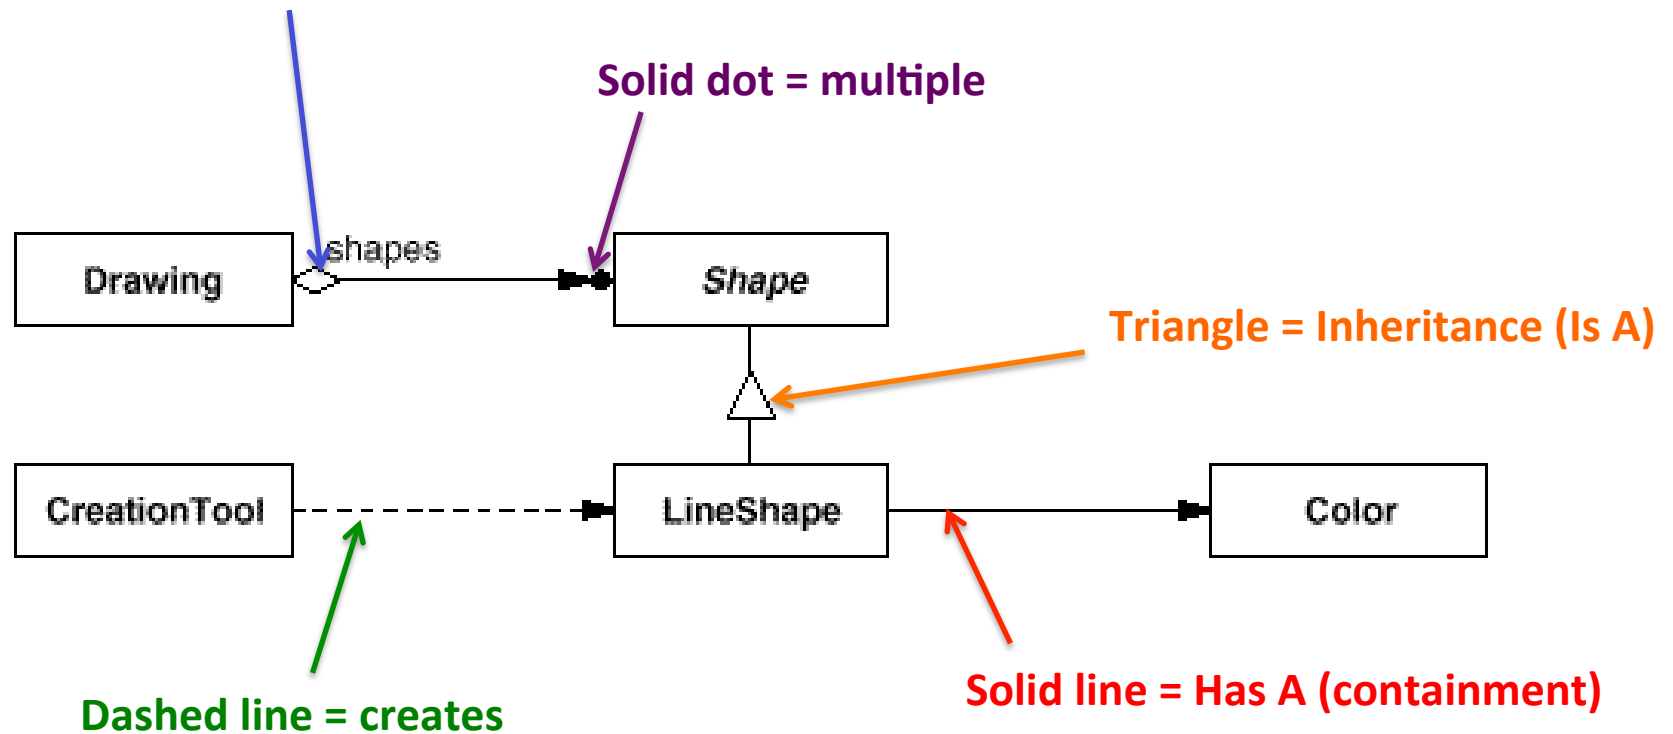 Solid dot = multiple
shapes
Drawing
Shape
Triangle = Inheritance (Is A)
CreationTool
LineShape
Color
Solid line = Has A (containment)
Dashed line = creates